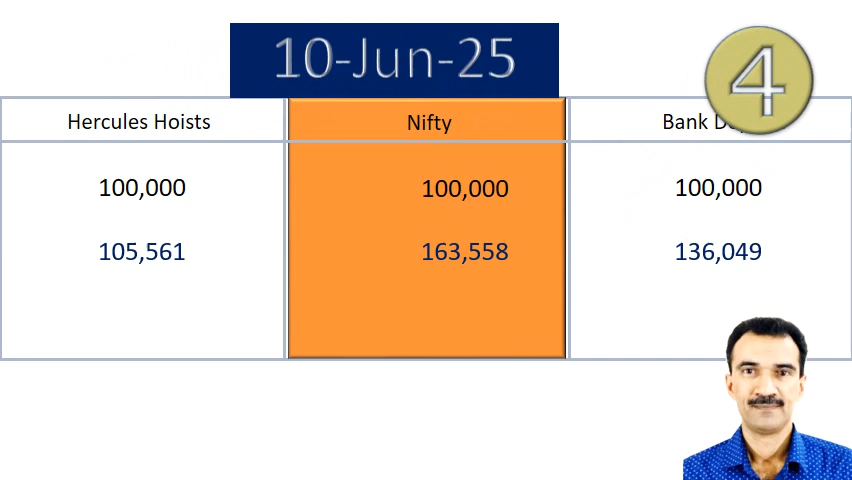 10-Jun-25
4
Hercules Hoists Nifty Bank
100,000 100,000 100,000
105,561 163,558 136,049